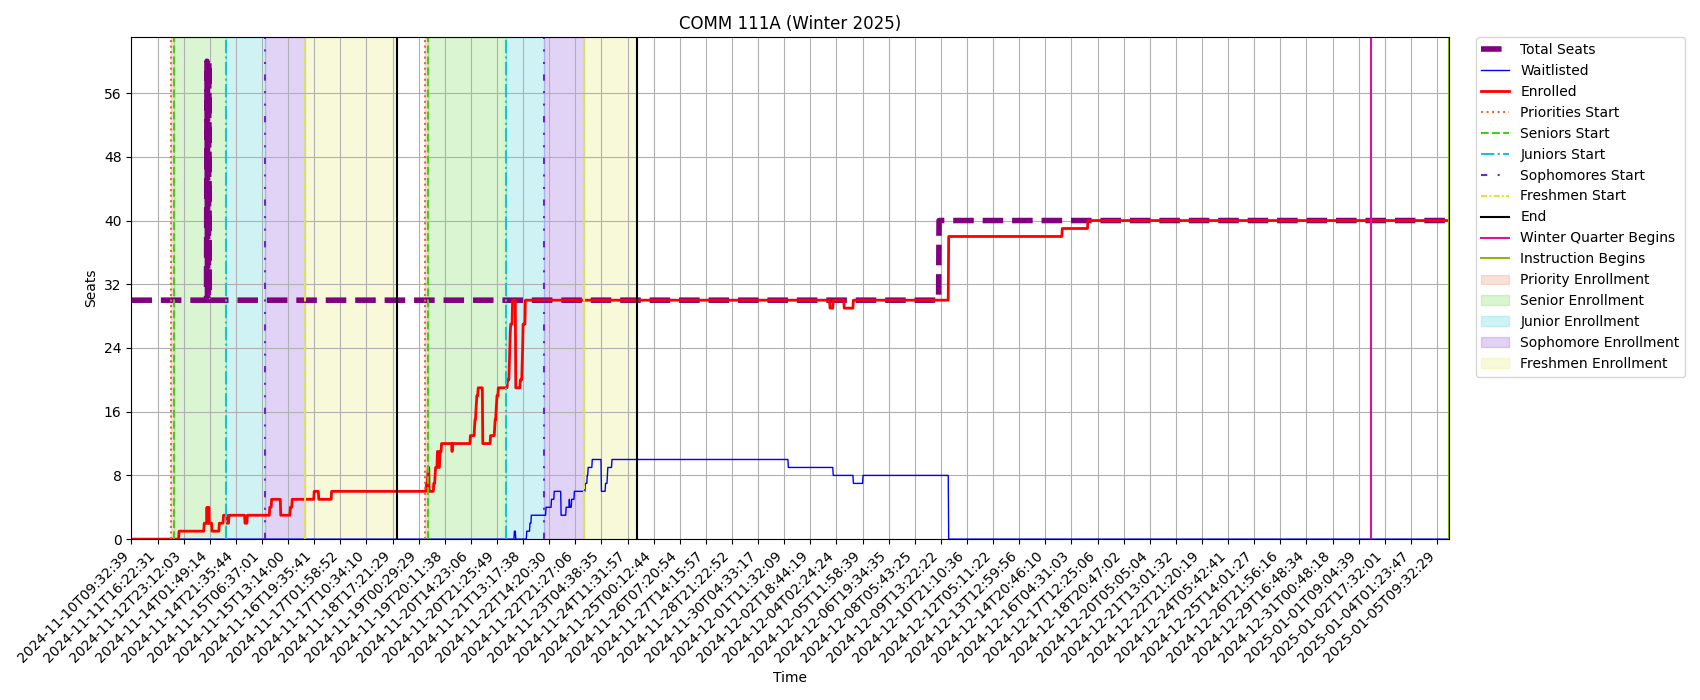 COMM 111A (Winter 2025)
Seats
56
48
40
32
24
16
8
0
2024-11-10T09:32:39
2024-11-11T16:22:31
2024-11-12T23:12:03
2024-11-14T01:49:14
2024-11-14T21:35:44
2024-11-15T06:37:01
2024-11-15T13:14:00
2024-11-16T19:35:41
2024-11-17T01:58:52
2024-11-17T10:34:10
2024-11-18T17:21:29
2024-11-19T00:29:29
2024-11-20T00:11:38
2024-11-20T14:23:06
2024-11-20T21:25:49
2024-11-21T13:17:38
2024-11-22T14:20:30
2024-11-22T21:27:06
2024-11-23T04:38:35
2024-11-24T11:31:57
2024-11-25T00:12:44
2024-11-26T07:20:54
2024-11-27T14:15:57
2024-11-28T21:22:52
2024-11-30T04:33:17
2024-12-01T11:32:09
2024-12-02T18:44:19
2024-12-04T02:24:24
2024-12-05T11:58:39
2024-12-06T19:34:35
2024-12-08T05:43:25
2024-12-09T13:22:22
2024-12-10T21:10:36
2024-12-12T05:11:22
2024-12-13T12:59:56
2024-12-14T20:46:10
2024-12-16T04:31:03
2024-12-17T12:25:06
2024-12-18T20:47:02
2024-12-20T05:05:04
2024-12-21T13:01:32
2024-12-22T21:20:19
2024-12-24T05:42:41
2024-12-25T14:01:27
2024-12-26T21:56:16
2024-12-29T16:48:34
2024-12-31T00:48:18
2025-01-01T09:04:39
2025-01-02T17:32:01
2025-01-04T01:23:47
2025-01-05T09:32:29
Time
Total Seats
Waitlisted
Enrolled
Priorities Start
Seniors Start
Juniors Start
Sophomores Start
Freshmen Start
End
Winter Quarter Begins
Instruction Begins
Priority Enrollment
Senior Enrollment
Junior Enrollment
Sophomore Enrollment
Freshmen Enrollment